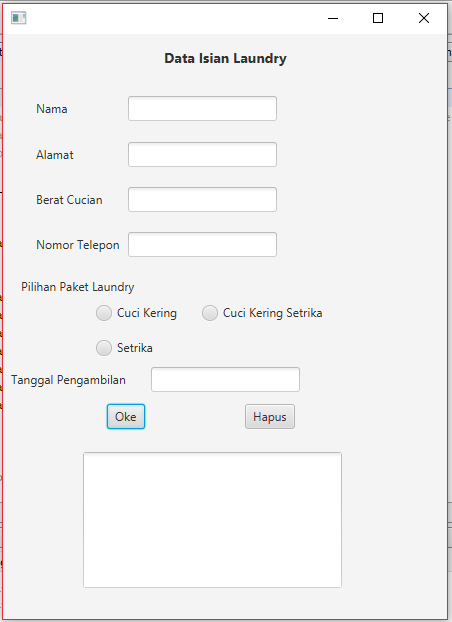 Data Isian Laundry
Nama
Alamat
Berat Cucian
Nomor Telepon
Pilihan Paket Laundry
Cuci Kering Cuci Kering Setrika
Setrika
Tanggal Pengambilan
Oke Hapus